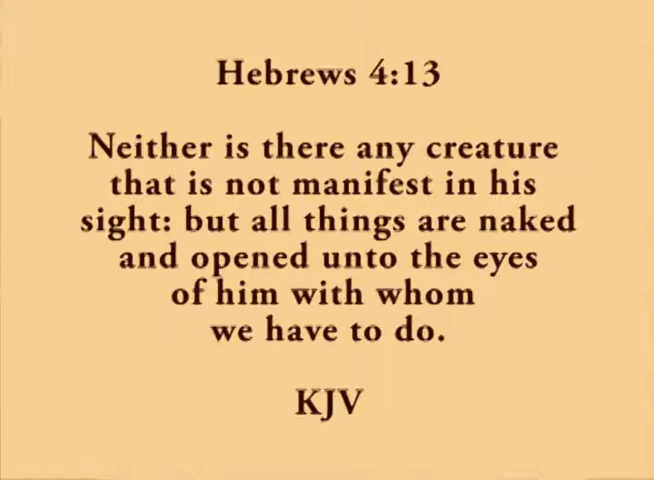 Hebrews 4:13
Neither is there any creature
that is not manifest in his
sight: but all things are naked
and opened unto the eyes
of him with whom
we have to do.
KJV